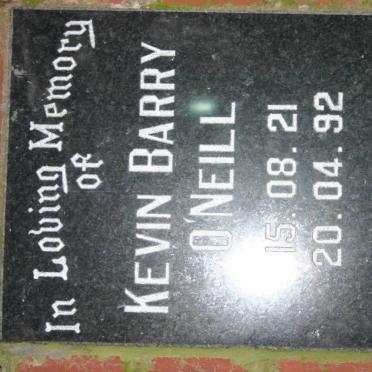 In Loving Memory
of
KEVIN BARRY
O'NEILL
15.08.21
20.04.92